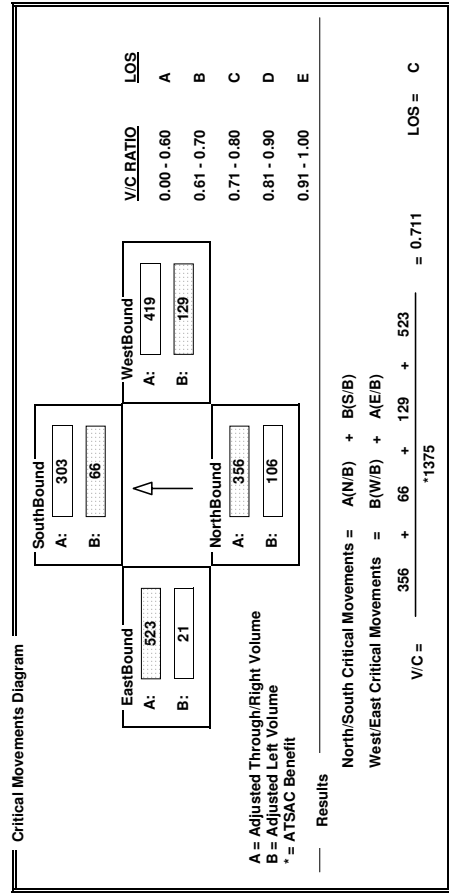 Critical Movements Diagram
SouthBound
A: 303
B: 66
EastBound
A: 523
B: 21
WestBound
A: 419
B: 129
NorthBound
A: 356
B: 106
V/C RATIO LOS
0.00 - 0.60 A
0.61 - 0.70 B
0.71 - 0.80 C
0.81 - 0.90 D
0.91 - 1.00 E
A = Adjusted Through/Right Volume
B = Adjusted Left Volume
* = ATSAC Benefit
Results
North/South Critical Movements = A(N/B) + B(S/B)
West/East Critical Movements = B(W/B) + A(E/B)
V/C = 356 + 66 + 129 + 523 = 0.711 LOS = C
*1375